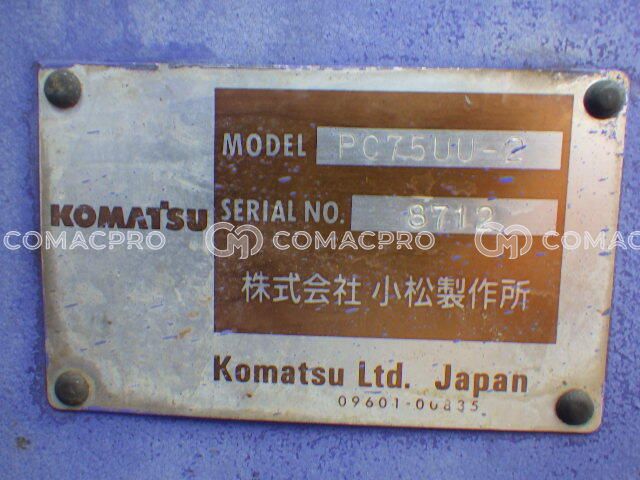 MODEL PC75UU-2
KOMATSU
SERIAL NO. 8712
COMACPRO COMACPRO COMACPRO
株式会社 小松製作所
Komatsu Ltd. Japan
09601-00835